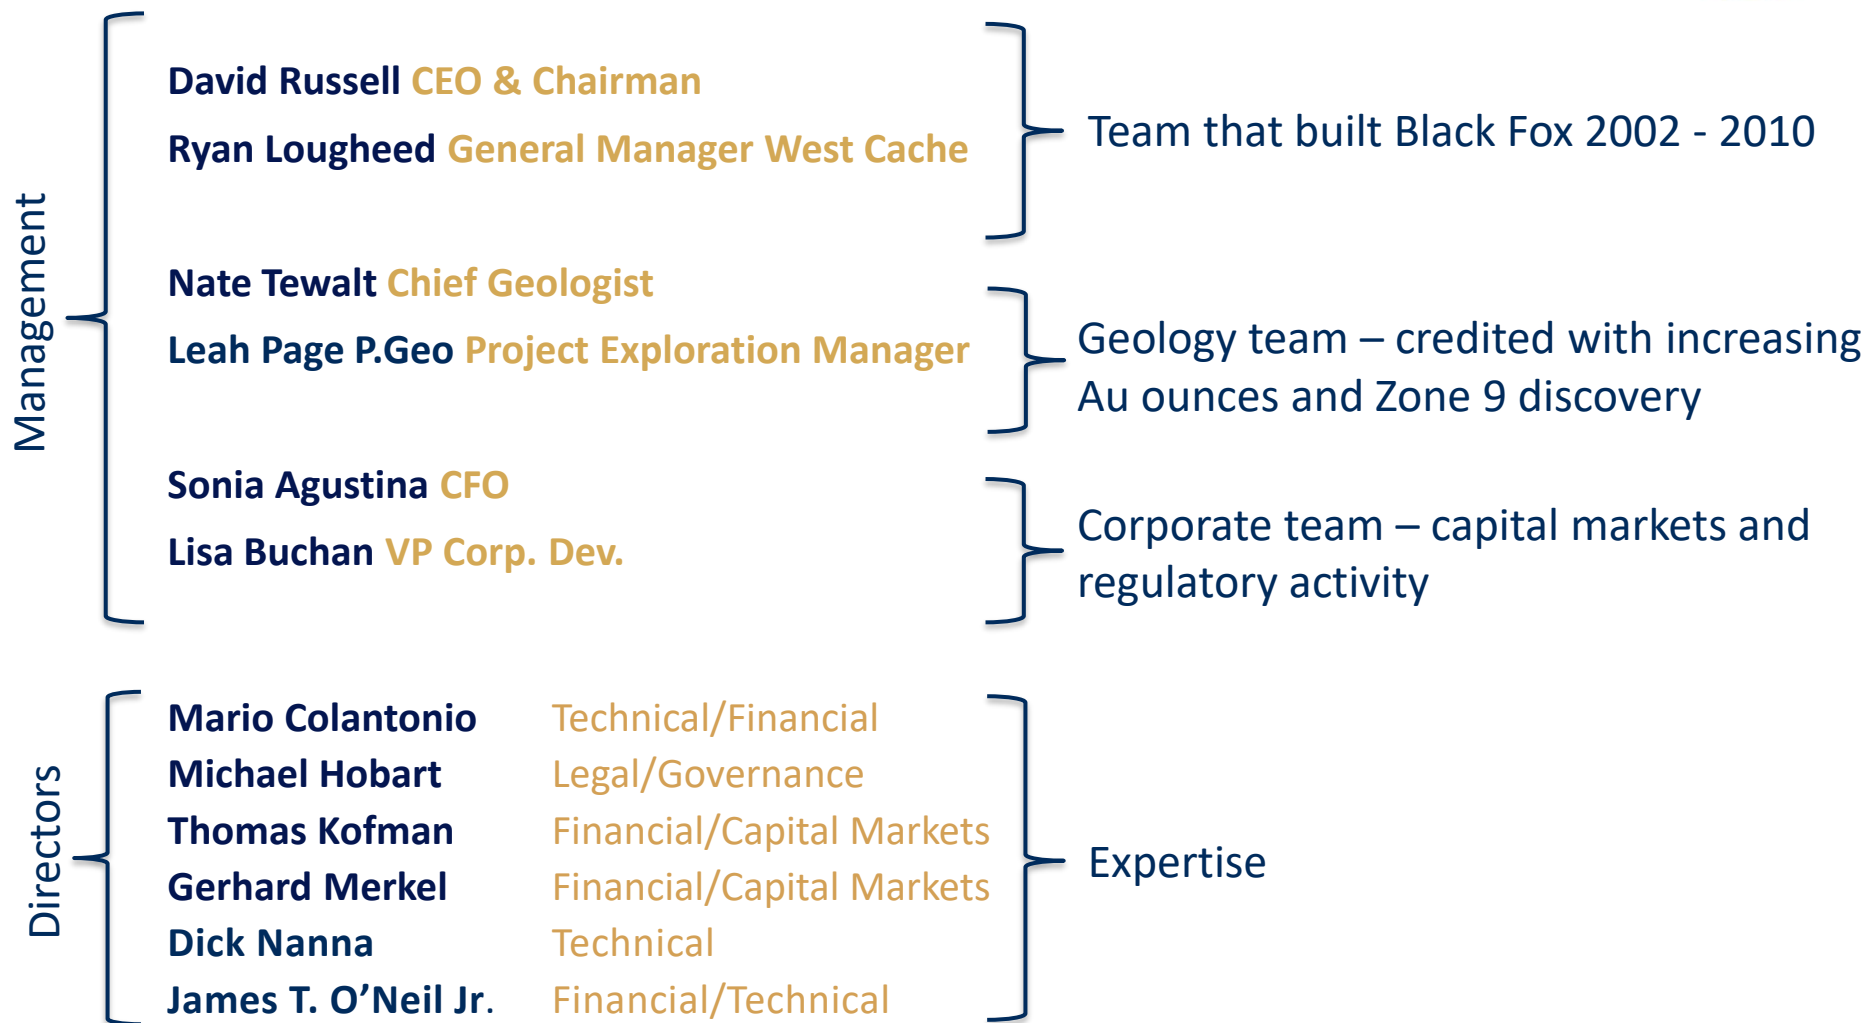 Management
David Russell CEO & Chairman
Ryan Lougheed General Manager West Cache
Team that built Black Fox 2002 - 2010
Nate Tewalt Chief Geologist
Leah Page P.Geo Project Exploration Manager
Geology team – credited with increasing
Au ounces and Zone 9 discovery
Sonia Agustina CFO
Lisa Buchan VP Corp. Dev.
Corporate team – capital markets and
regulatory activity
Directors
Mario Colantonio Technical/Financial
Michael Hobart Legal/Governance
Thomas Kofman Financial/Capital Markets
Gerhard Merkel Financial/Capital Markets
Dick Nanna Technical
James T. O’Neil Jr. Financial/Technical
Expertise